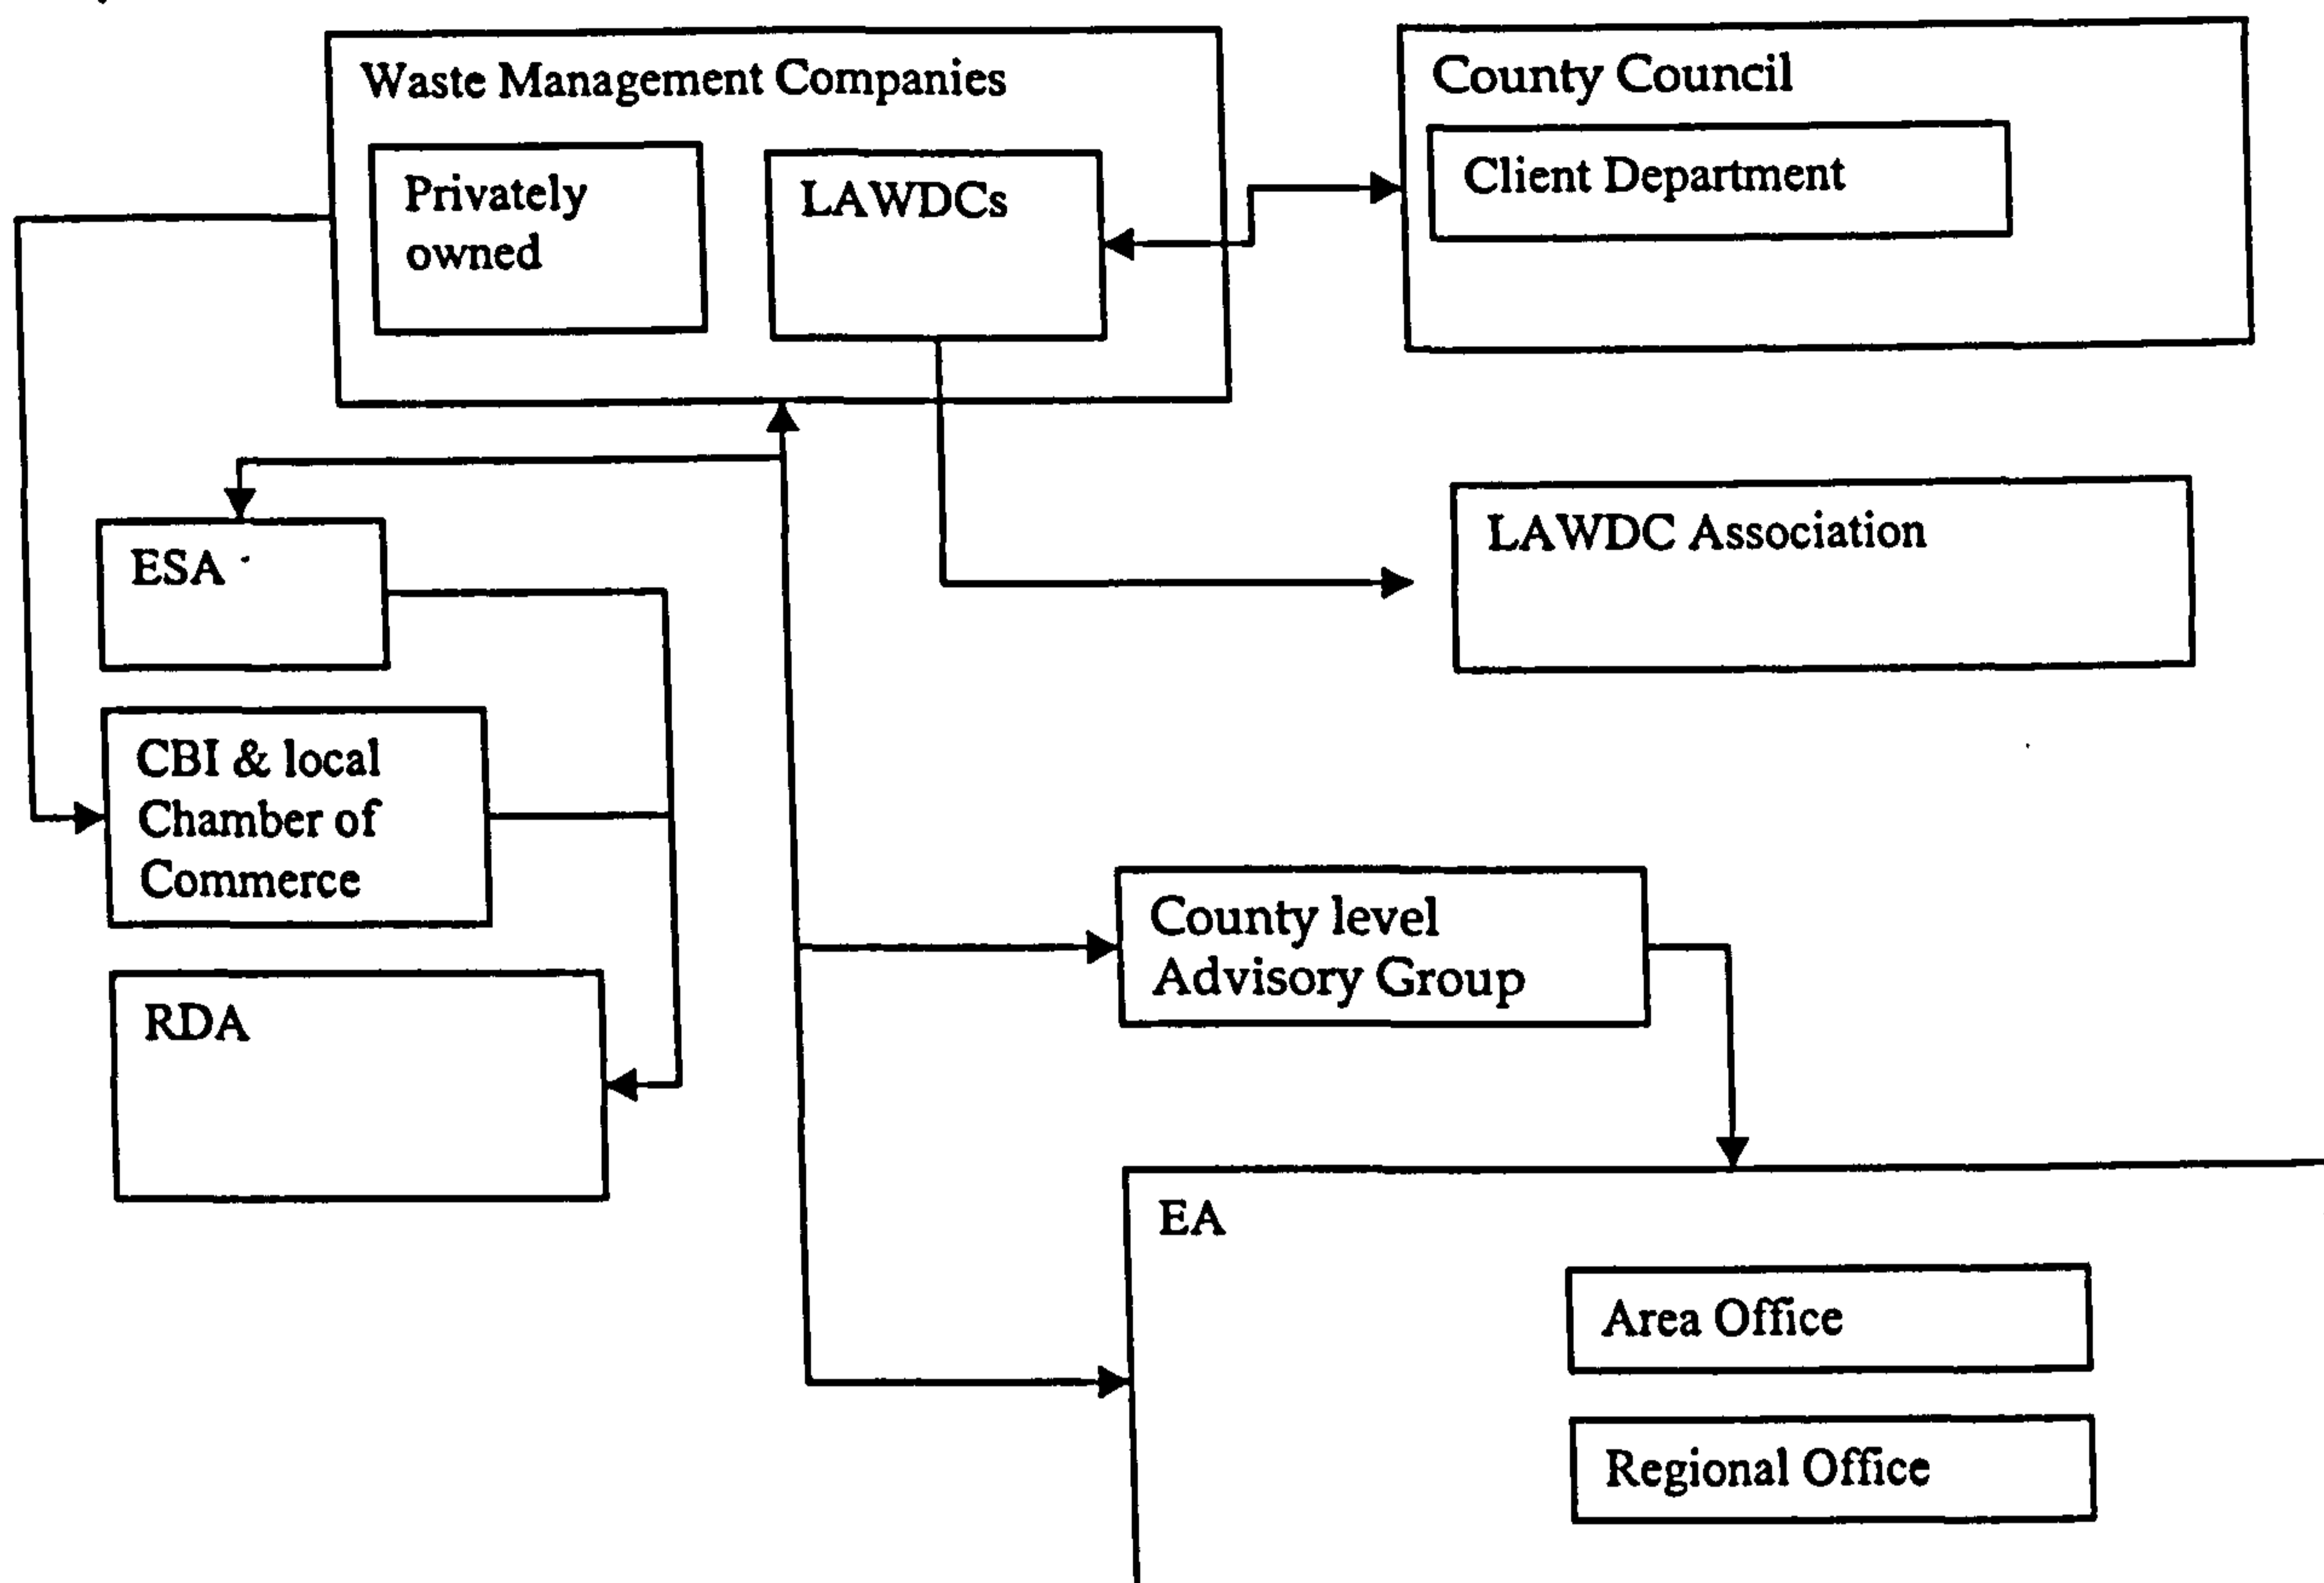 Waste Management Companies
Privately
owned
LAWDCs
County Council
Client Department
ESA
LAWDC Association
CBI & local
Chamber of
Commerce
County level
Advisory Group
RDA
EA
Area Office
Regional Office